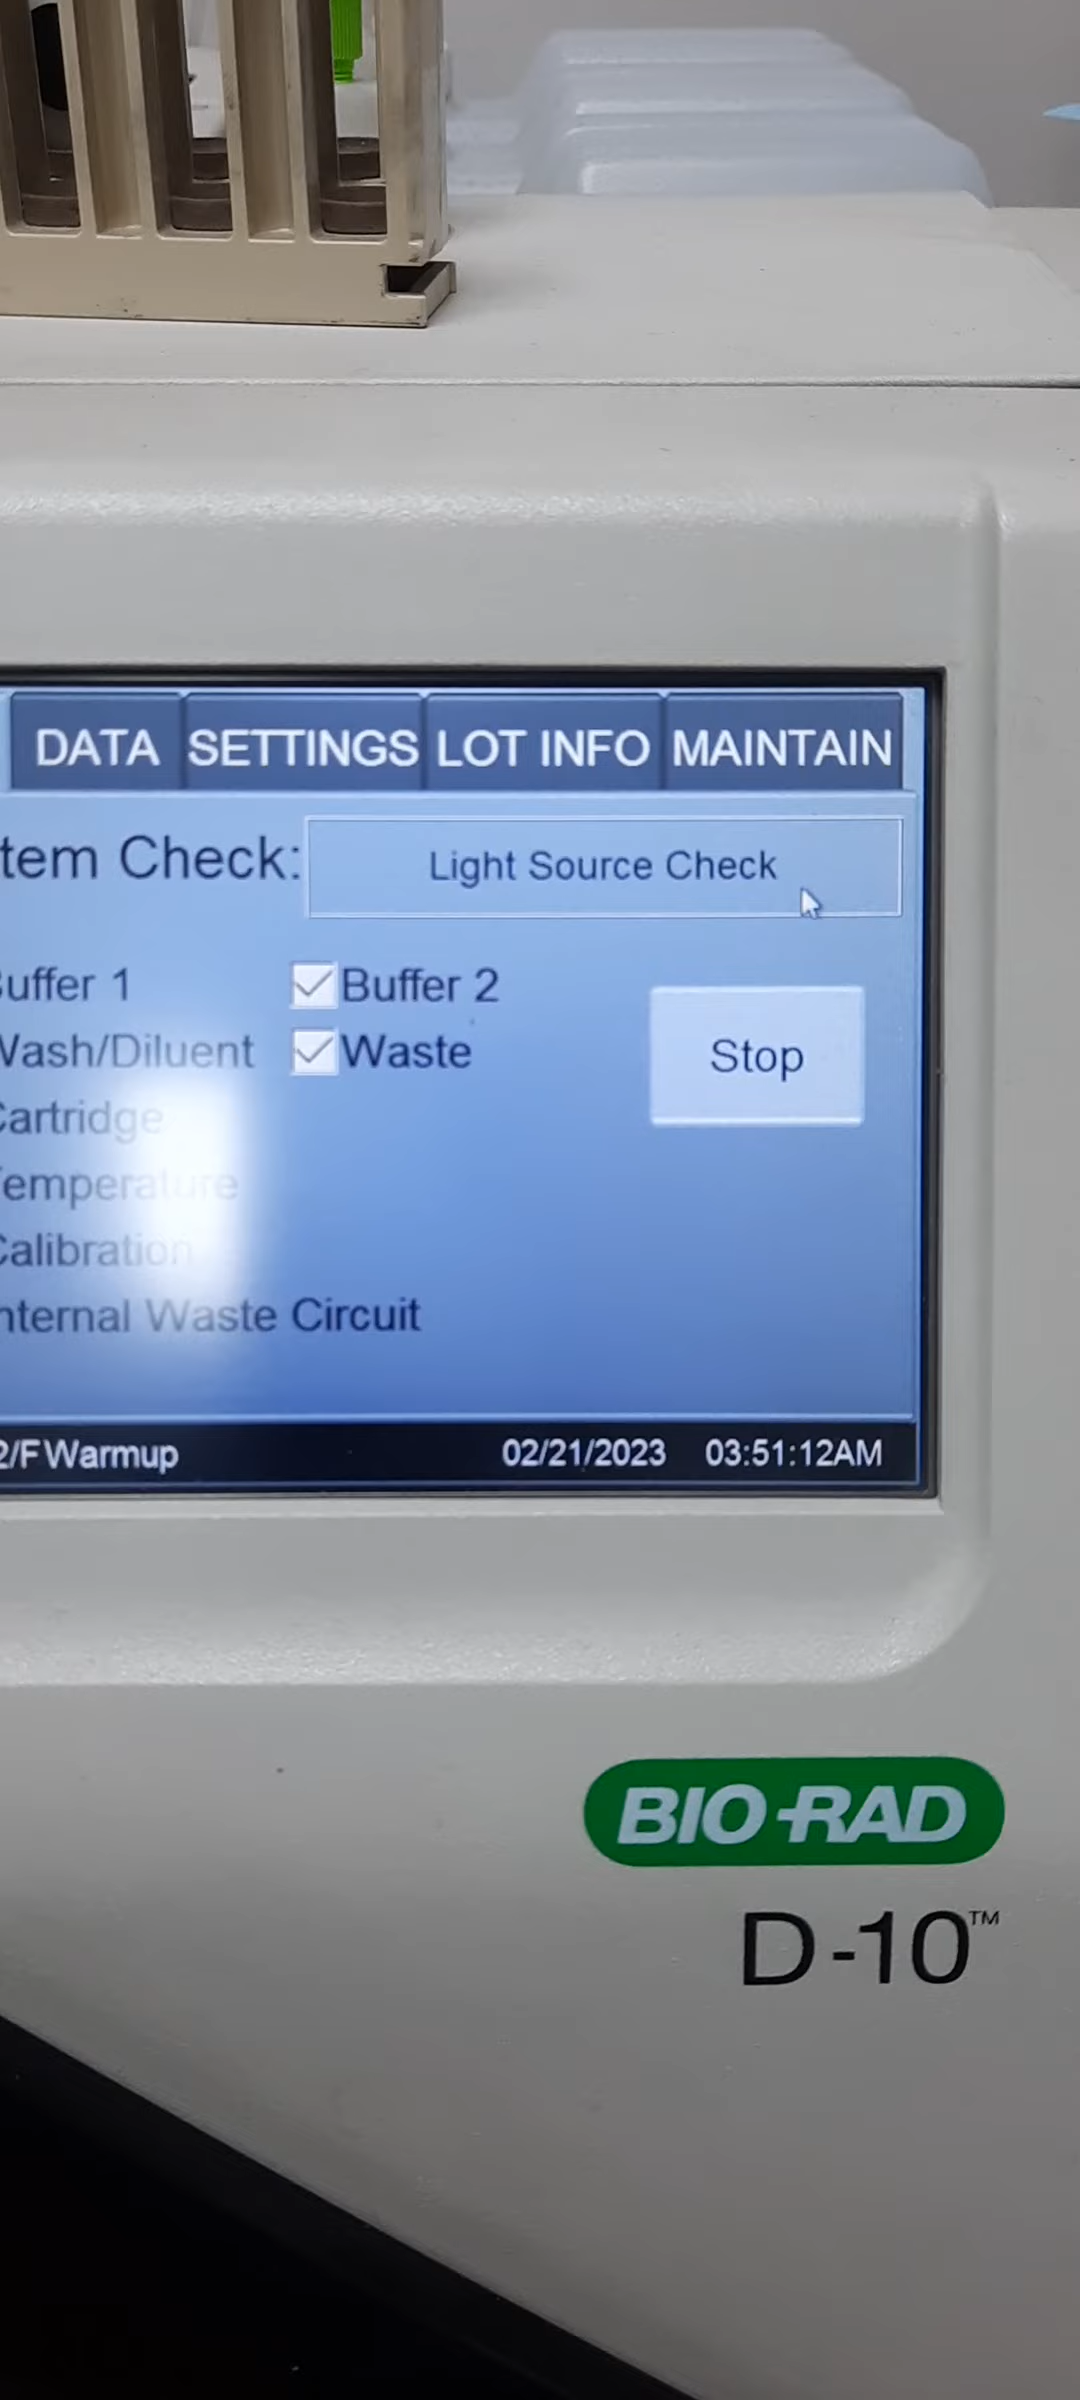 DATA SETTINGS LOT INFO MAINTAIN
tem Check: Light Source Check
uffer 1 Buffer 2
Wash/Diluent Waste
Stop
Cartridge
Temperature
Calibration
nternal Waste Circuit
2/F Warmup 02/21/2023 03:51:12AM
BIO-RAD
D-10™